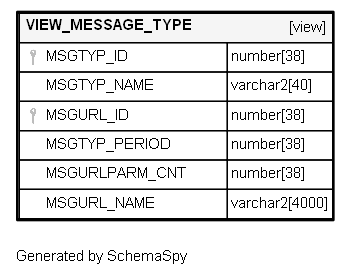 VIEW_MESSAGE_TYPE [view]
MSGTYP_ID number[38]
MSGTYP_NAME varchar2[40]
MSGURL_ID number[38]
MSGTYP_PERIOD number[38]
MSGURLPARM_CNT number[38]
MSGURL_NAME varchar2[4000]
Generated by SchemaSpy